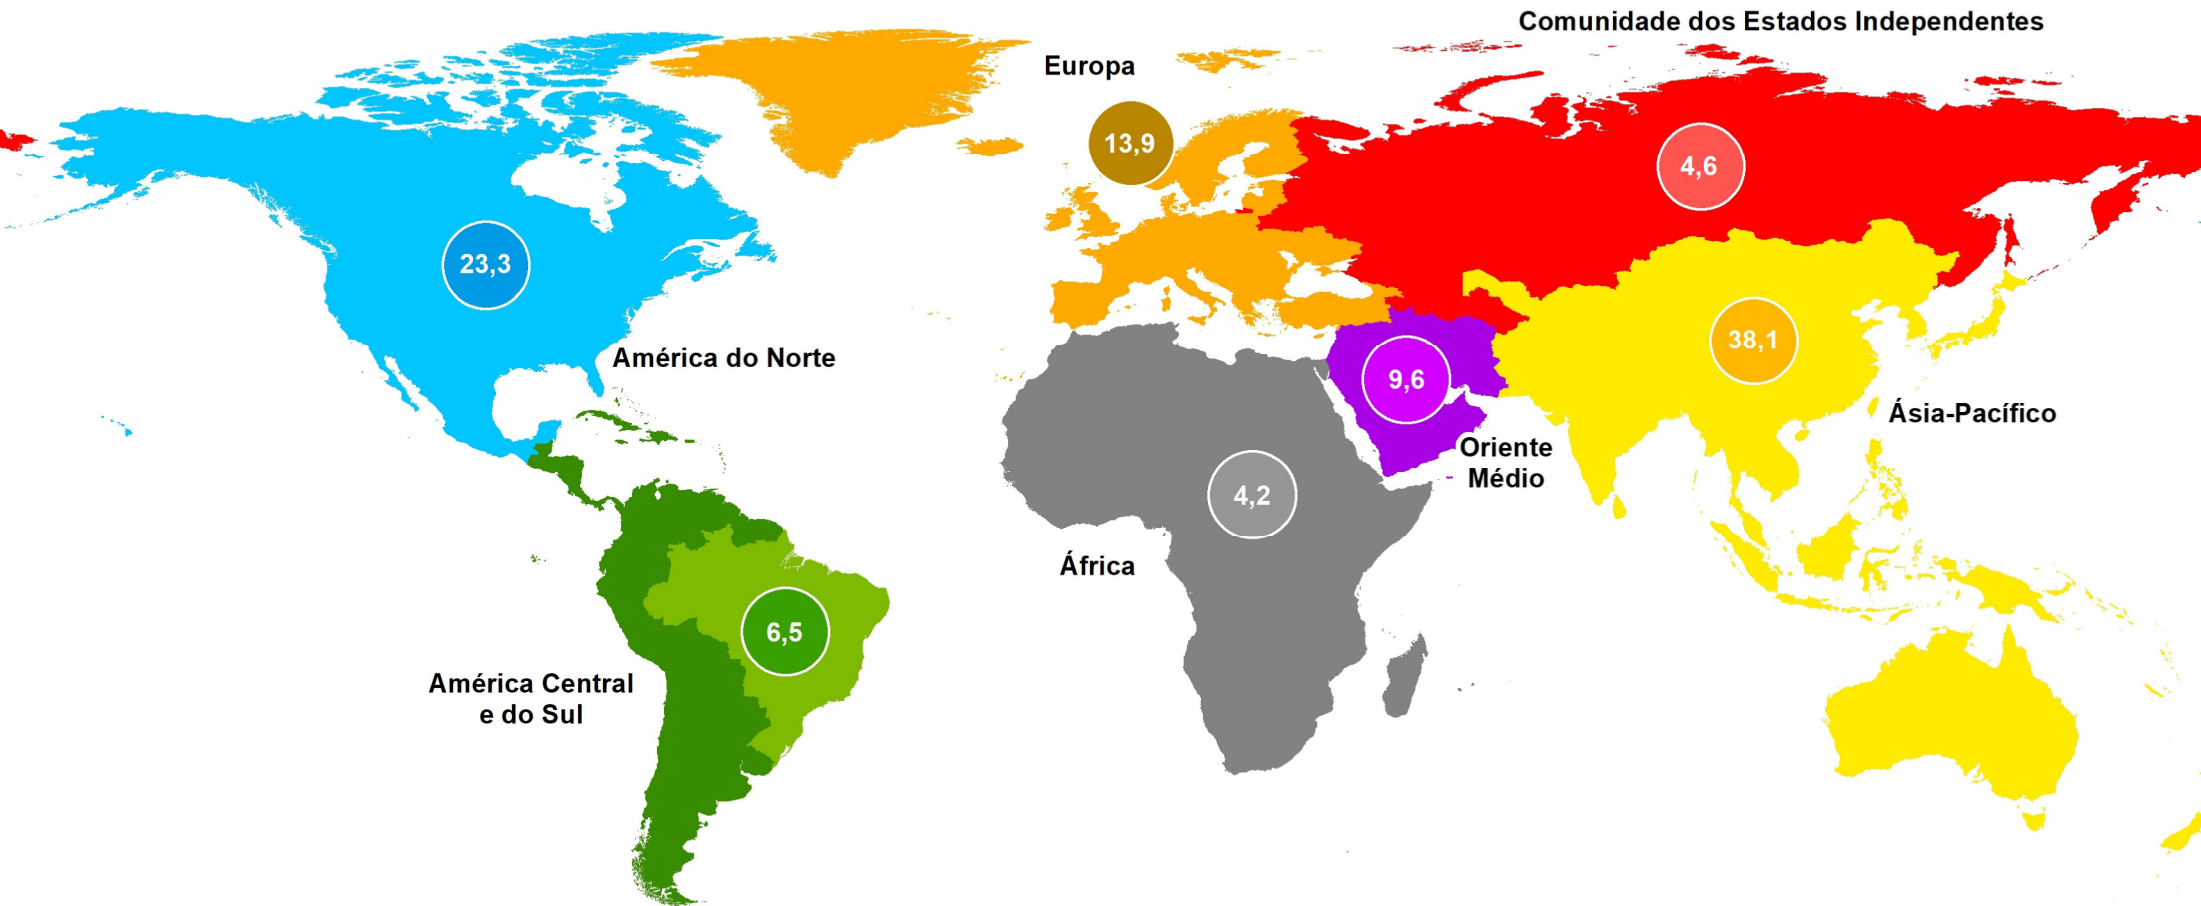 Comunidade dos Estados Independentes
Europa
13,9
4,6
23,3
38,1
América do Norte
9,6
Ásia-Pacífico
Oriente
Médio
4,2
África
6,5
América Central
e do Sul